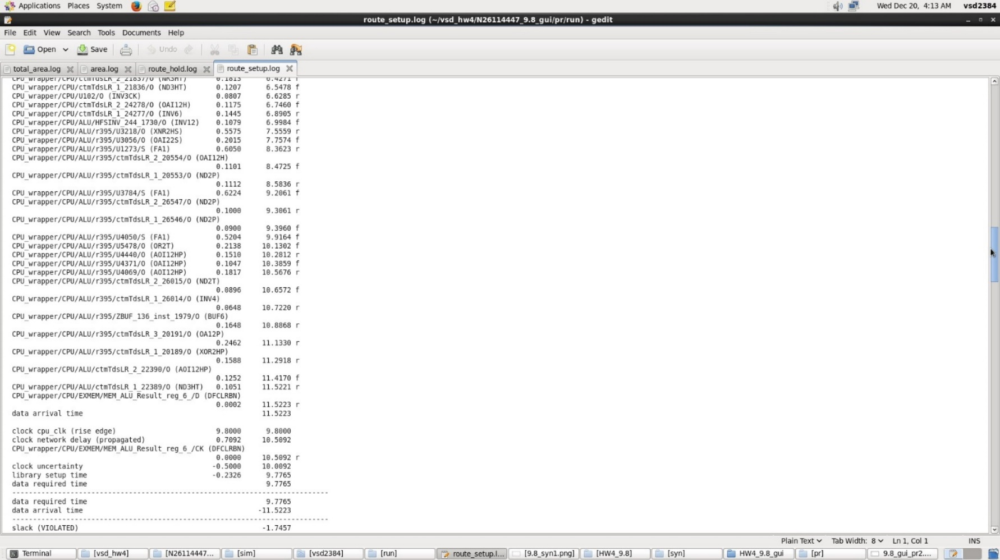 Applications Places System Wed Dec 20, 4:13 AM vsd2384
route_setup.log (~/vsd_hw4/N26114447_9.8_gui/pr/run) - gedit
File Edit View Search Tools Documents Help
Open Save Undo
total_area.log area.log route_hold.log route_setup.log
CPU_wrapper/CPU/ctmTdsLR_2_21837/O (NR3HT) 0.1813 6.4271 r
CPU_wrapper/CPU/ctmTdsLR_1_21836/O (ND3HT) 0.1207 6.5478 f
CPU_wrapper/CPU/U102/O (INV3CK) 0.0807 6.6285 r
CPU_wrapper/CPU/ctmTdsLR_2_24278/O (OAI12H) 0.1175 6.7460 f
CPU_wrapper/CPU/ctmTdsLR_1_24277/O (INV6) 0.1445 6.8905 r
CPU_wrapper/CPU/ALU/HFSINV_244_1730/O (INV12) 0.1079 6.9984 f
CPU_wrapper/CPU/ALU/r395/U3218/O (XNR2HS) 0.5575 7.5559 r
CPU_wrapper/CPU/ALU/r395/U3056/O (OAI22S) 0.2015 7.7574 f
CPU_wrapper/CPU/ALU/r395/U1273/S (FA1) 0.6050 8.3623 r
CPU_wrapper/CPU/ALU/r395/ctmTdsLR_2_20554/O (OAI12H)
0.1101 8.4725 f
CPU_wrapper/CPU/ALU/r395/ctmTdsLR_1_20553/O (ND2P)
0.1112 8.5836 r
CPU_wrapper/CPU/ALU/r395/U3784/S (FA1) 0.6224 9.2061 f
CPU_wrapper/CPU/ALU/r395/ctmTdsLR_2_26547/O (ND2P)
0.1000 9.3061 r
CPU_wrapper/CPU/ALU/r395/ctmTdsLR_1_26546/O (ND2P)
0.0900 9.3960 f
CPU_wrapper/CPU/ALU/r395/U4050/S (FA1) 0.5204 9.9164 f
CPU_wrapper/CPU/ALU/r395/U5478/O (OR2T) 0.2138 10.1302 f
CPU_wrapper/CPU/ALU/r395/U4440/O (AOI12HP) 0.1510 10.2812 r
CPU_wrapper/CPU/ALU/r395/U4371/O (OAI12HP) 0.1047 10.3859 f
CPU_wrapper/CPU/ALU/r395/U4069/O (AOI12HP) 0.1817 10.5676 r
CPU_wrapper/CPU/ALU/r395/ctmTdsLR_2_26015/O (ND2T)
0.0896 10.6572 f
CPU_wrapper/CPU/ALU/r395/ctmTdsLR_1_26014/O (INV4)
0.0648 10.7220 r
CPU_wrapper/CPU/ALU/r395/ZBUF_136_inst_1979/O (BUF6)
0.1648 10.8868 r
CPU_wrapper/CPU/ALU/r395/ctmTdsLR_3_20191/O (OA12P)
0.2462 11.1330 r
CPU_wrapper/CPU/ALU/r395/ctmTdsLR_1_20189/O (XOR2HP)
0.1588 11.2918 r
CPU_wrapper/CPU/ALU/ctmTdsLR_2_22390/O (AOI12HP)
0.1252 11.4170 f
CPU_wrapper/CPU/ALU/ctmTdsLR_1_22389/O (ND3HT) 0.1051 11.5221 r
CPU_wrapper/CPU/EXMEM/MEM_ALU_Result_reg_6_/D (DFCLRBN)
0.0002 11.5223 r
data arrival time 11.5223
clock cpu_clk (rise edge) 9.8000 9.8000
clock network delay (propagated) 0.7092 10.5092
CPU_wrapper/CPU/EXMEM/MEM_ALU_Result_reg_6_/CK (DFCLRBN)
0.0000 10.5092 r
clock uncertainty -0.5000 10.0092
library setup time -0.2326 9.7765
data required time 9.7765
---------------------------------------------------------------------------
data required time 9.7765
data arrival time -11.5223
---------------------------------------------------------------------------
slack (VIOLATED) -1.7457
Plain Text Tab Width: 8 Ln 1, Col 1 INS
Terminal [vsd_hw4] [N26114447... [sim] [vsd2384] [run] route_setup.l... [9.8_syn1.png] [HW4_9.8] [syn] HW4_9.8_gui [pr] 9.8_gui_pr2....